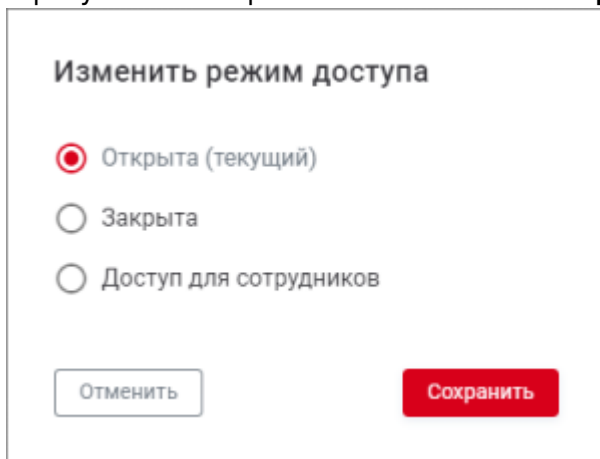 Изменить режим доступа
Открыта (текущий)
Закрыта
Доступ для сотрудников
Отменить
Сохранить